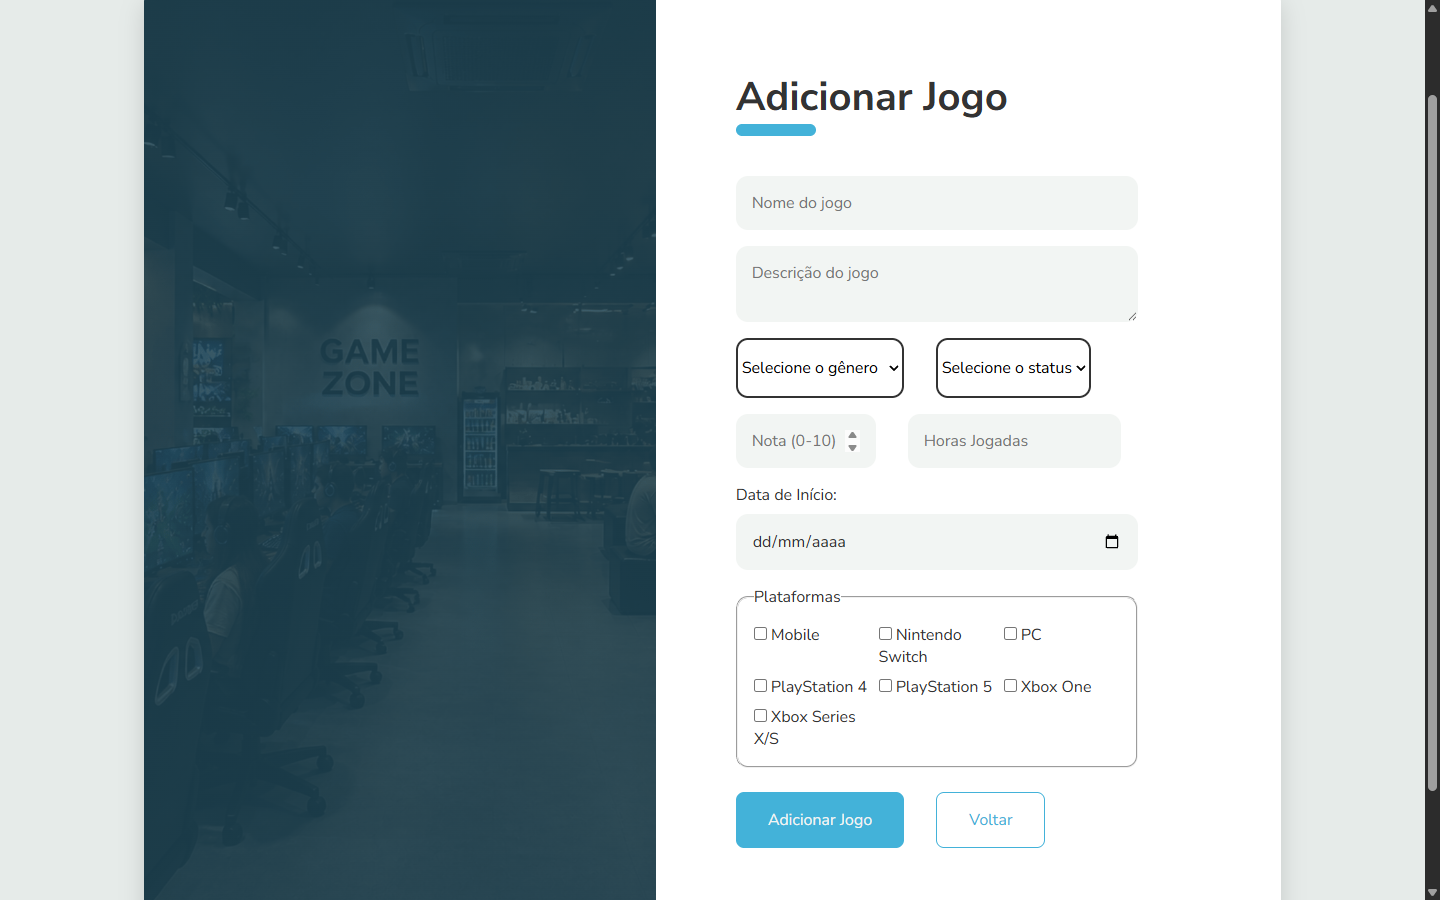 GAME
ZONE
Adicionar Jogo
Nome do jogo
Descrição do jogo
Selecione o gênero
Selecione o status
Nota (0-10)
Horas Jogadas
Data de Início:
dd/mm/aaaa
Plataformas
Mobile
Nintendo
Switch
PC
PlayStation 4
PlayStation 5
Xbox One
Xbox Series
X/S
Adicionar Jogo
Voltar